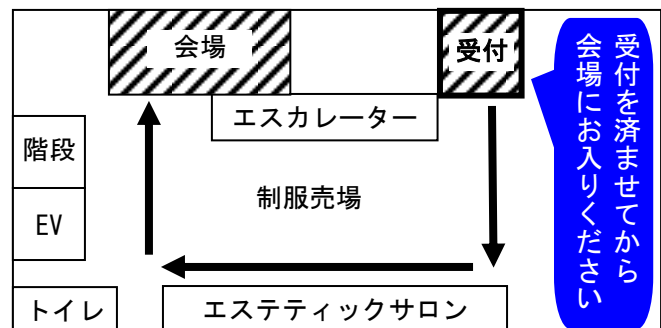 会場
受付
受付を済ませてから
会場にお入りください
エスカレーター
階段
制服売場
EV
トイレ
エステティックサロン